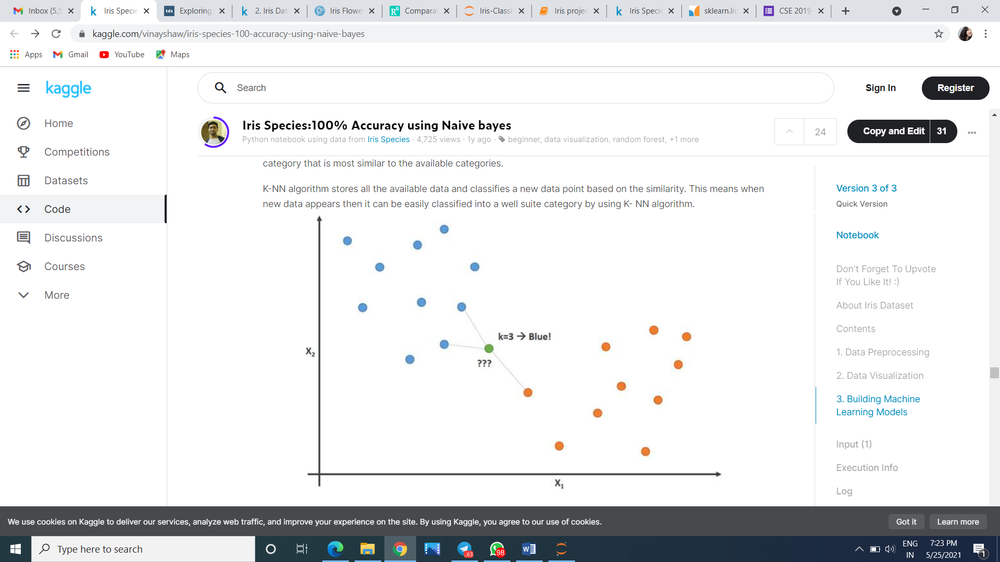 Inbox (5,5
Iris Specie
tds
Exploring
2. Iris Dat
Iris Flowe
Comparat
Iris-Classi
Iris projec
Iris Specie
sklearn.lin
CSE 2019
kaggle.com/vinayshaw/iris-species-100-accuracy-using-naive-bayes
Apps
Gmail
YouTube
Maps
kaggle
Search
Sign In
Register
Home
Competitions
Datasets
Code
Discussions
Courses
More
Iris Species:100% Accuracy using Naive bayes
Python notebook using data from Iris Species · 4,725 views · 1y ago · beginner, data visualization, random forest, +1 more
24
Copy and Edit
31
category that is most similar to the available categories.
K-NN algorithm stores all the available data and classifies a new data point based on the similarity. This means when
new data appears then it can be easily classified into a well suite category by using K- NN algorithm.
k=3 → Blue!
???
X₂
X₁
Version 3 of 3
Quick Version
Notebook
Don't Forget To Upvote
If You Like It! :)
About Iris Dataset
Contents
1. Data Preprocessing
2. Data Visualization
3. Building Machine
Learning Models
Input (1)
Execution Info
Log
We use cookies on Kaggle to deliver our services, analyze web traffic, and improve your experience on the site. By using Kaggle, you agree to our use of cookies.
Got it
Learn more
Type here to search
..63
98
ENG
IN
7:23 PM
5/25/2021
1